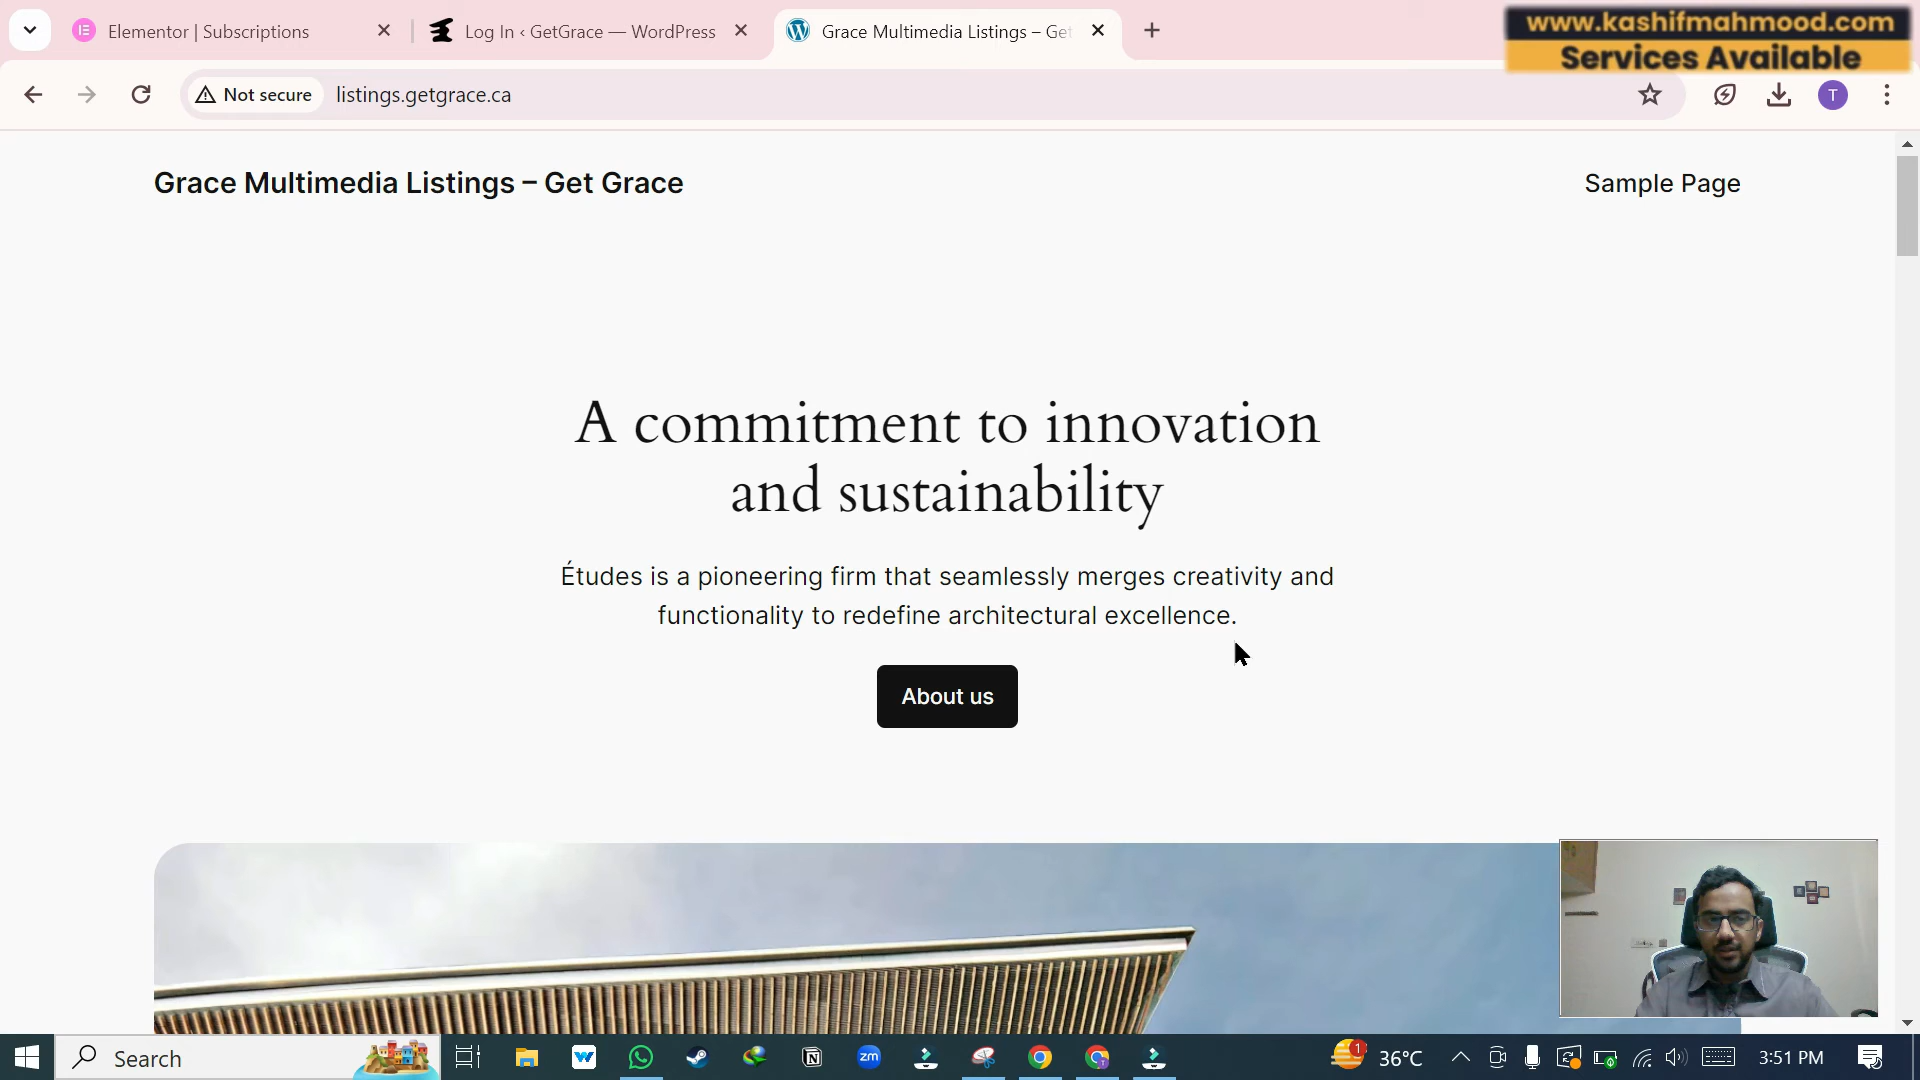 Elementor | Subscriptions
Log In ‹ GetGrace — WordPress
Grace Multimedia Listings – Get
www.kashifmahmood.com
Services Available
Not secure
listings.getgrace.ca
T
Grace Multimedia Listings – Get Grace
Sample Page
A commitment to innovation
and sustainability
Études is a pioneering firm that seamlessly merges creativity and
functionality to redefine architectural excellence.
About us
Search
zm
1
36°C
3:51 PM